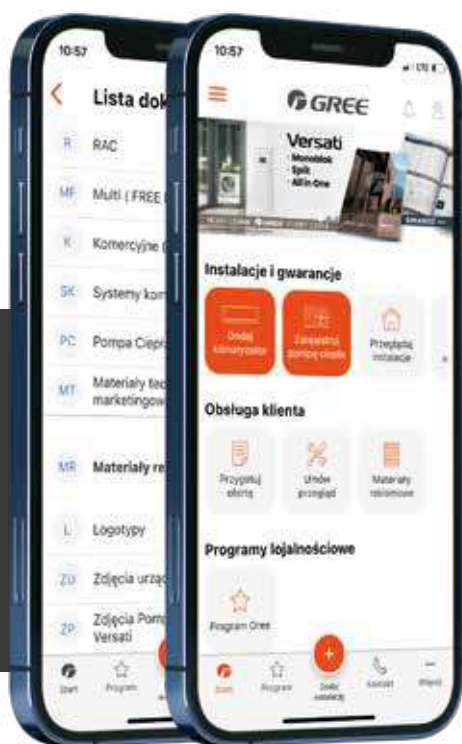 10:57
Lista dok
R RAC
MF Multi ( FREE
K Komercyjne
SK Systemy kom
PC Pompa Ciepł
MT Materiały tec
marketingow
MR Materiały re
L Logotypy
ZU Zdjęcia urząd
ZP Zdjęcia Pomp
Versati
Start
Program
10:57
LTE
GREE
Versati
· Monoblok
· Split
· All in One
GREE
Instalacje i gwarancje
Dodaj
klimatyzator
Zarejestruj
pompę ciepła
Przeglądaj
instalacje
Obsługa klienta
Przygotuj
ofertę
Umów
przegląd
Materiały
reklamowe
Programy lojalnościowe
Program Gree
Start
Program
Dodaj
instalację
Kontakt
Więcej